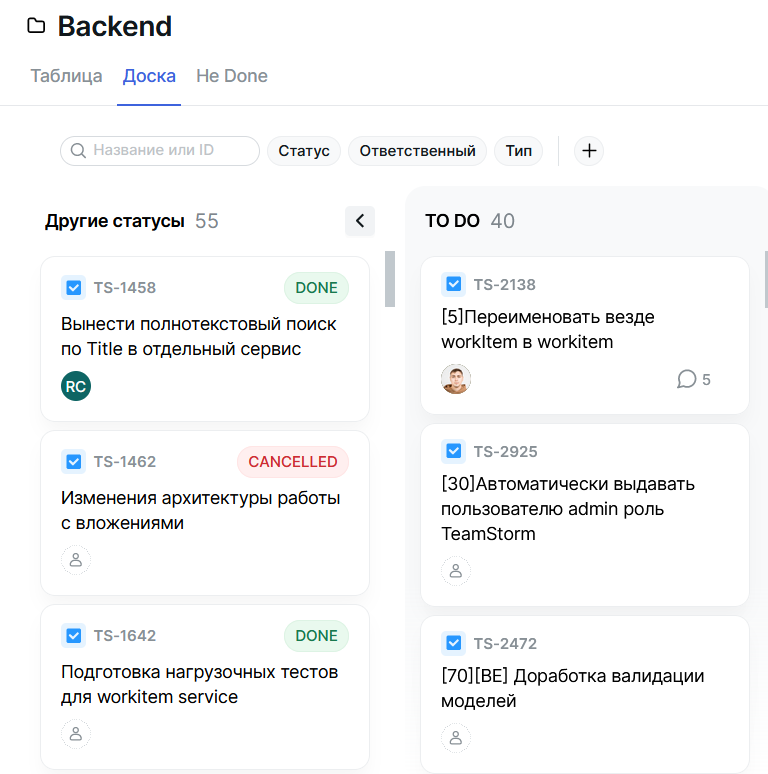 Backend
Таблица Доска Не Done
Название или ID Статус Ответственный Тип
Другие статусы 55
TS-1458 DONE
Вынести полнотекстовый поиск
по Title в отдельный сервис
RC
TS-1462 CANCELLED
Изменения архитектуры работы
с вложениями
TS-1642 DONE
Подготовка нагрузочных тестов
для workitem service
TO DO 40
TS-2138
[5]Переименовать везде
workItem в workitem
5
TS-2925
[30]Автоматически выдавать
пользователю admin роль
TeamStorm
TS-2472
[70][BE] Доработка валидации
моделей